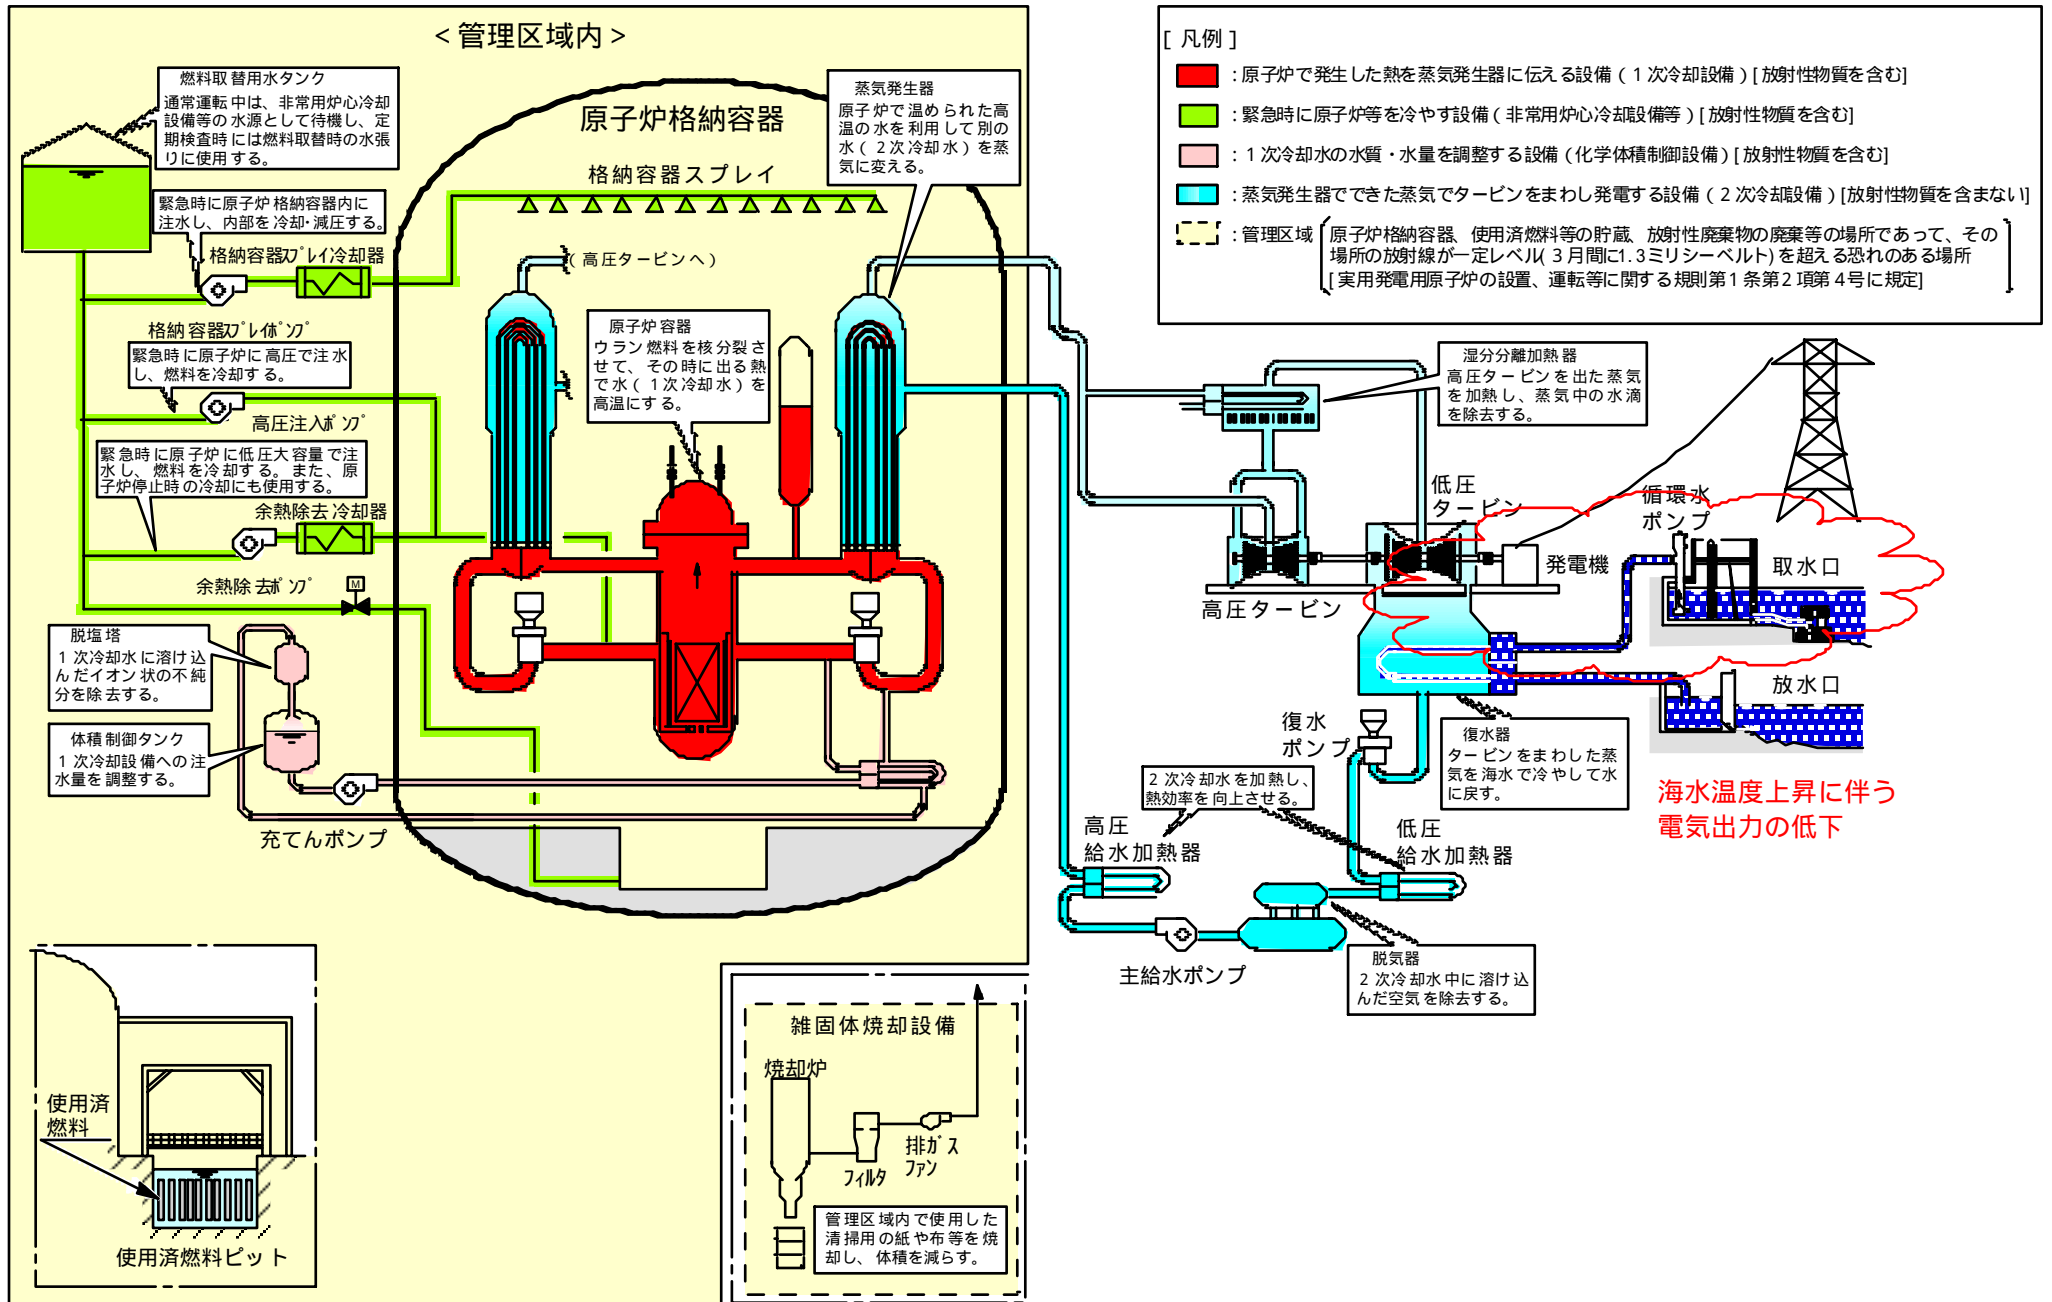 ＜管理区域内＞
燃料取替用水タンク
通常運転中は、非常用炉心冷却
設備等の水源として待機し、定
期検査時には燃料取替時の水張
りに使用する。
原子炉格納容器
蒸気発生器
原子炉で温められた高
温の水を利用して別の
水（２次冷却水）を蒸
気に変える。
格納容器スプレイ
緊急時に原子炉格納容器内に
注水し、内部を冷却・減圧する。
格納容器ｽﾌﾟﾚｲ冷却器
（高圧タービンへ）
格納容器ｽﾌﾟﾚｲﾎﾟﾝﾌﾟ
緊急時に原子炉に高圧で注水
し、燃料を冷却する。
原子炉容器
ウラン燃料を核分裂さ
せて、その時に出る熱
で水（１次冷却水）を
高温にする。
高圧注入ﾎﾟﾝﾌﾟ
緊急時に原子炉に低圧大容量で注
水し、燃料を冷却する。また、原
子炉停止時の冷却にも使用する。
余熱除去冷却器
余熱除去ﾎﾟﾝﾌﾟ
M
脱塩塔
１次冷却水に溶け込
んだイオン状の不純
分を除去する。
体積制御タンク
１次冷却設備への注
水量を調整する。
充てんポンプ
[ 凡例 ]
：原子炉で発生した熱を蒸気発生器に伝える設備（１次冷却設備）[放射性物質を含む]
：緊急時に原子炉等を冷やす設備（非常用炉心冷却設備等）[放射性物質を含む]
：１次冷却水の水質・水量を調整する設備（化学体積制御設備）[放射性物質を含む]
：蒸気発生器でできた蒸気でタービンをまわし発電する設備（２次冷却設備）[放射性物質を含まない]
：管理区域
原子炉格納容器、使用済燃料等の貯蔵、放射性廃棄物の廃棄等の場所であって、その
場所の放射線が一定レベル(３月間に1.3ミリシーベルト)を超える恐れのある場所
[実用発電用原子炉の設置、運転等に関する規則第１条第２項第４号に規定]
湿分分離加熱器
高圧タービンを出た蒸気
を加熱し、蒸気中の水滴
を除去する。
低圧
タービン
循環水
ポンプ
発電機
取水口
高圧タービン
放水口
復水
ポンプ
復水器
タービンをまわした蒸
気を海水で冷やして水
に戻す。
海水温度上昇に伴う
電気出力の低下
２次冷却水を加熱し、
熱効率を向上させる。
高圧
給水加熱器
低圧
給水加熱器
主給水ポンプ
脱気器
２次冷却水中に溶け込
んだ空気を除去する。
使用済
燃料
使用済燃料ピット
雑固体焼却設備
焼却炉
フィルタ
排ｶﾞｽ
ﾌｧﾝ
管理区域内で使用した
清掃用の紙や布等を焼
却し、体積を減らす。